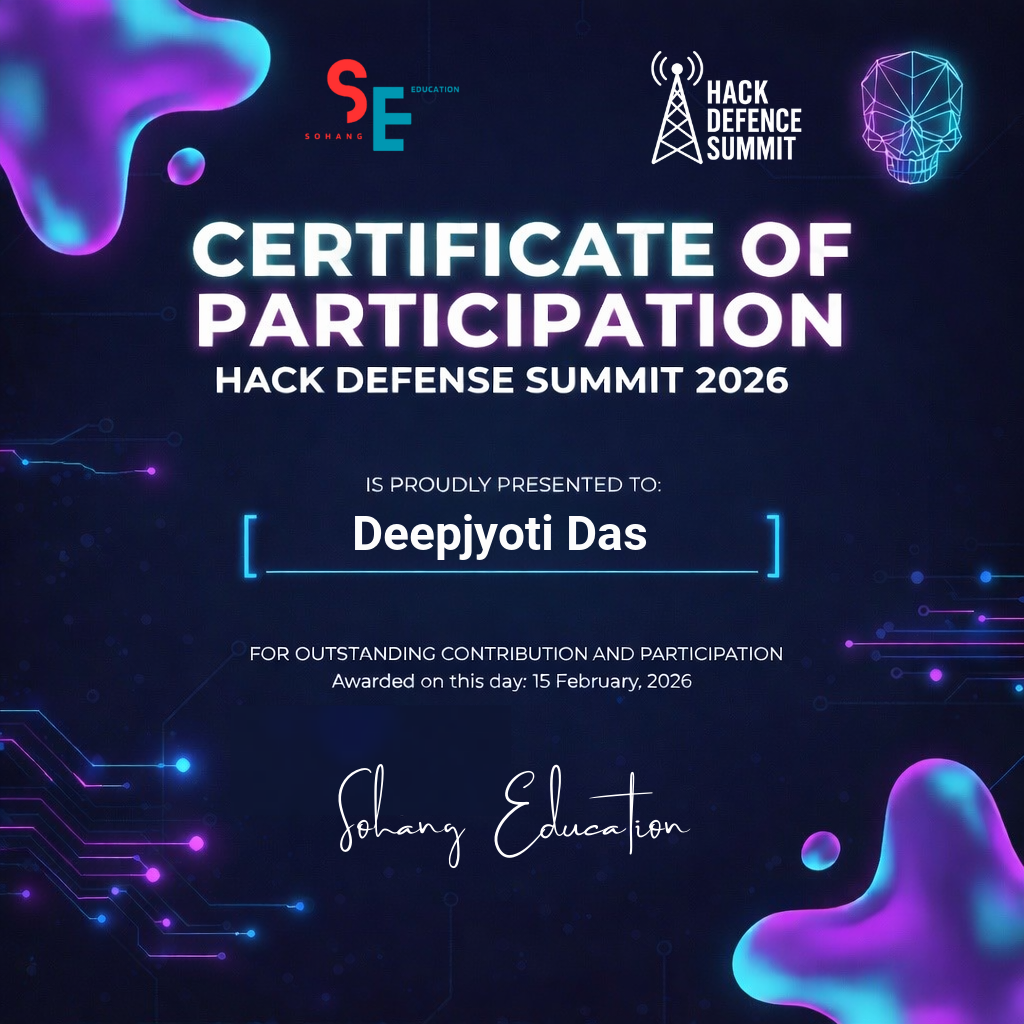 SE
EDUCATION
SOHANG
HACK
DEFENCE
SUMMIT
CERTIFICATE OF
PARTICIPATION
HACK DEFENSE SUMMIT 2026
IS PROUDLY PRESENTED TO:
[Deepjyoti Das]
FOR OUTSTANDING CONTRIBUTION AND PARTICIPATION
Awarded on this day: 15 February, 2026
Sohang Education